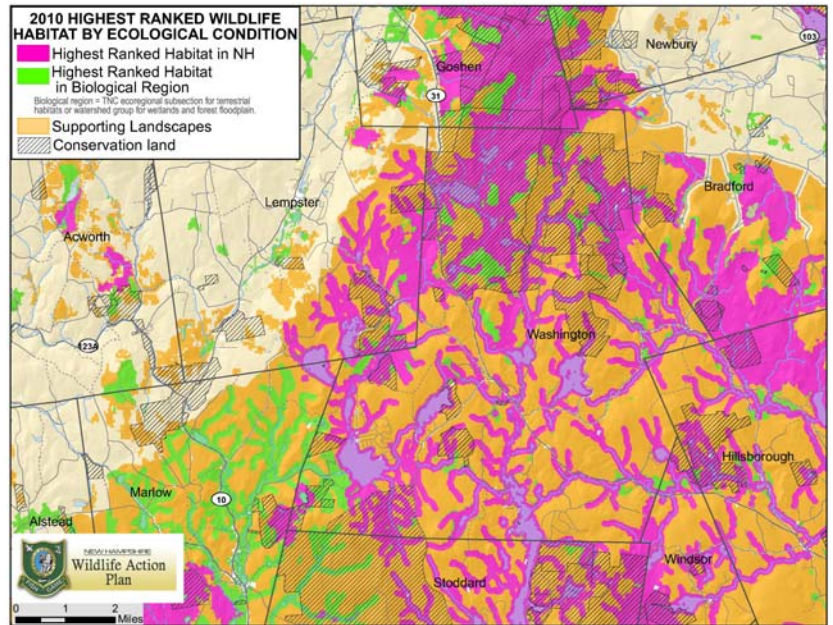 2010 HIGHEST RANKED WILDLIFE
HABITAT BY ECOLOGICAL CONDITION
Highest Ranked Habitat in NH
Highest Ranked Habitat
in Biological Region
Biological region = TNC ecoregional subsection for terrestrial
habitats or watershed group for wetlands and forest floodplain.
Supporting Landscapes
Conservation land
103
Newbury
Goshen
31
Bradford
Lempster
Acworth
Washington
123A
Hillsborough
Marlow
10
Alstead
Windsor
Stoddard
NEW HAMPSHIRE
Wildlife Action
Plan
0 1 2
Miles